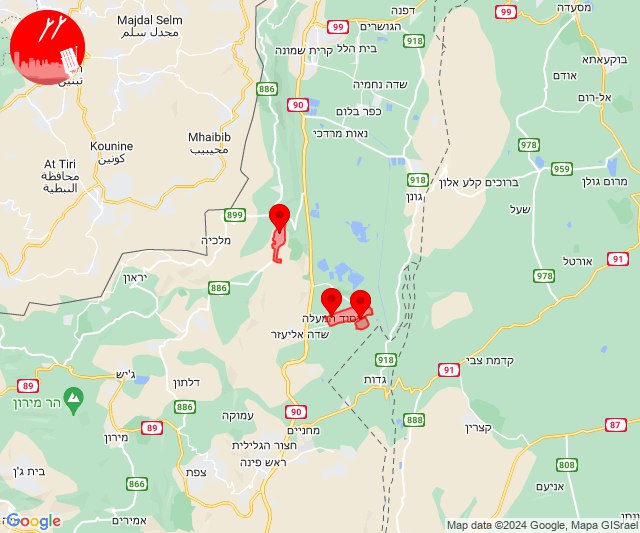 Majdal Selm
مجدل سلم
דפנה
99
הגושרים
99
מסעדה
98
בית הלל
קרית שמונה
918
בוקעאתא
תבנין
886
90
שדה נחמיה
אודם
אל-רום
כפר בלום
Mhaibib
محيبيب
נאות מרדכי
Kounine
كونين
978
959
At Tiri
محافظة
النبطية
918
ברוכים קלע אלון
מרום גולן
גונן
899
מלכיה
שעל
אורטל
91
יראון
886
978
יסוד המעלה
שדה אליעזר
918
קדמת צבי
91
89
ג'יש
דלתון
גדות
הר מירון
886
עמוקה
90
888
87
89
מירון
מחניים
קצרין
חצור הגלילית
ראש פינה
צפת
בית ג'ן
866
808
אניעם
אמירים
Google
Map data ©2024 Google, Mapa GISrael